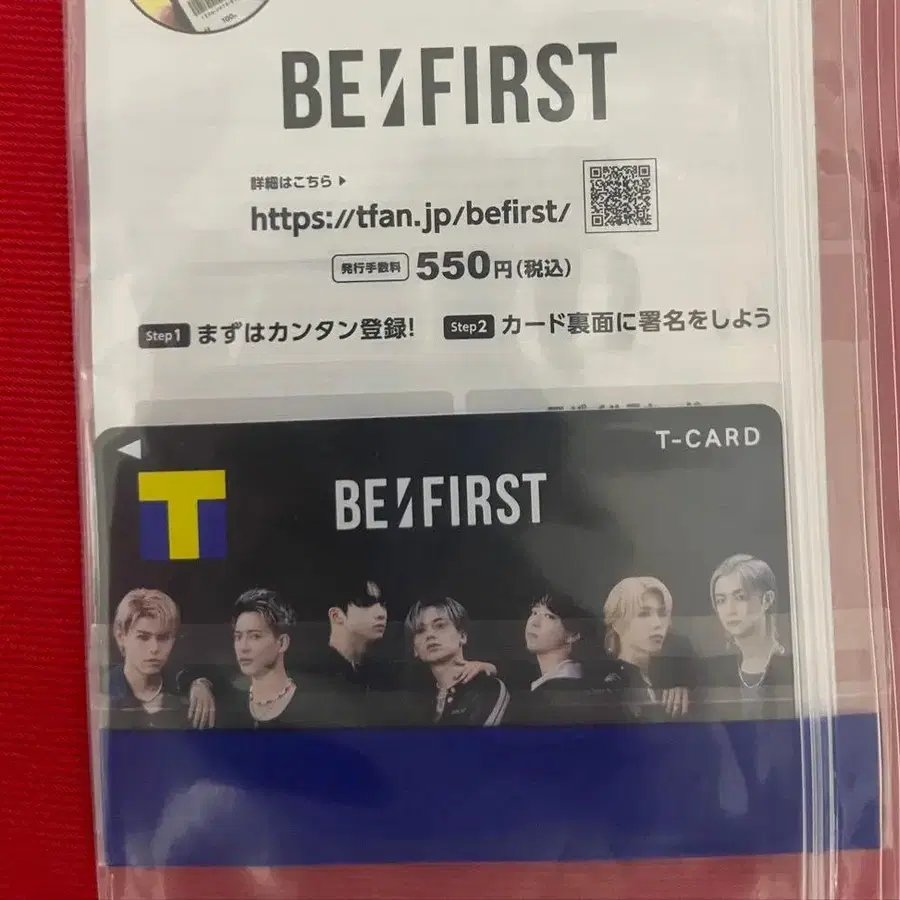 BE:FIRST
詳細はこちら ▶
https://tfan.jp/befirst/
発行手数料 550円(税込)
Step1 まずはカンタン登録! Step2 カード裏面に署名をしよう
T-CARD
T
BE:FIRST